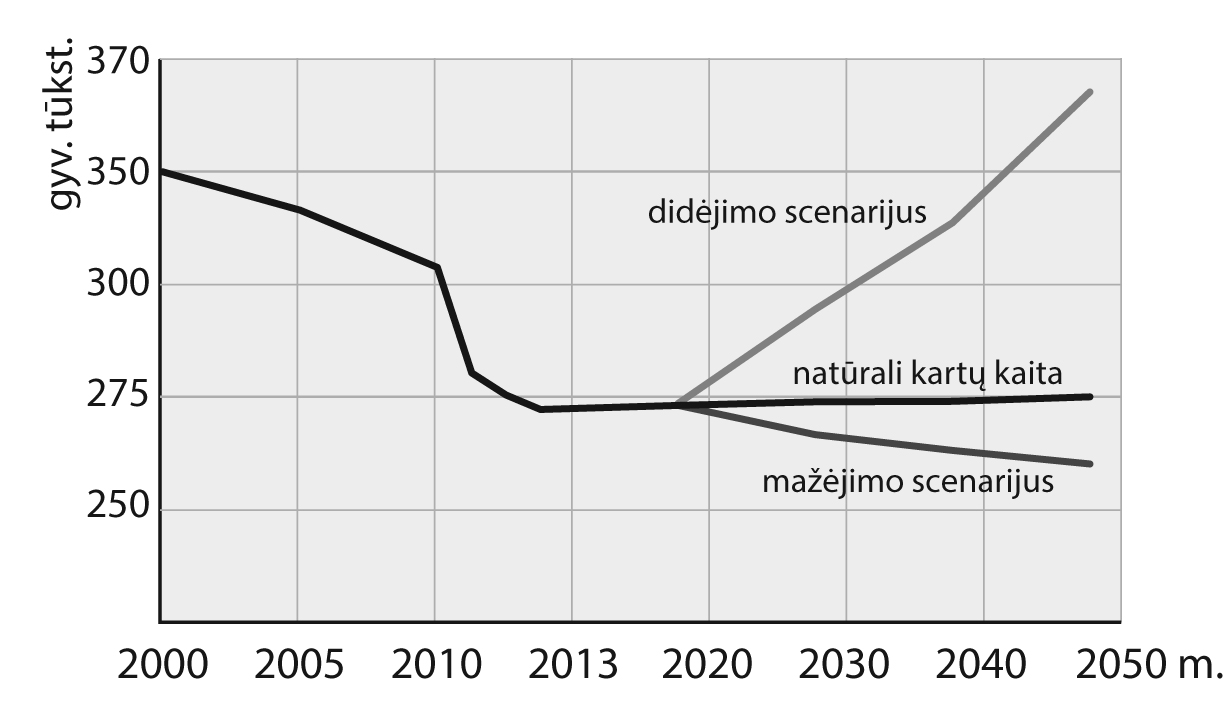 gyv. tūkst.
370
350
300
275
250
didėjimo scenarijus
natūrali kartų kaita
mažėjimo scenarijus
2000 2005 2010 2013 2020 2030 2040 2050 m.